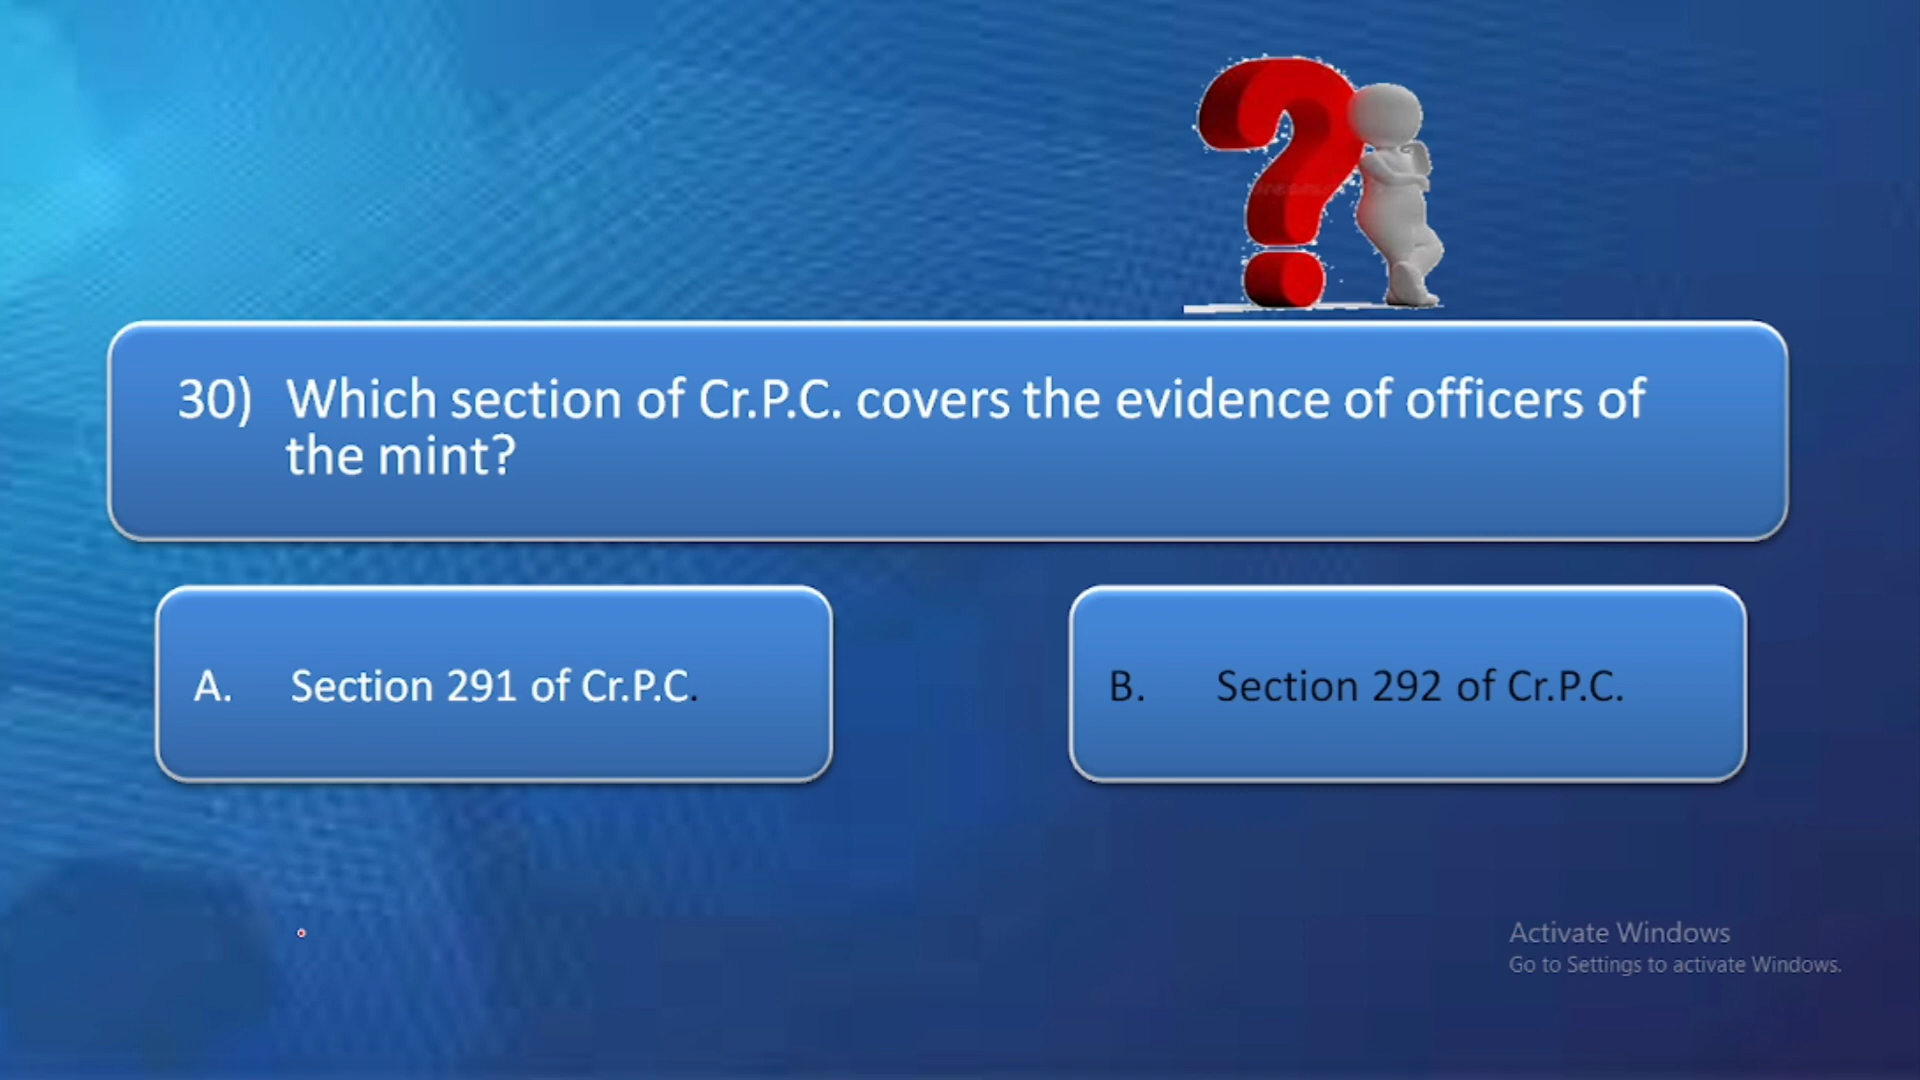 30) Which section of Cr.P.C. covers the evidence of officers of
the mint?
A. Section 291 of Cr.P.C.
B. Section 292 of Cr.P.C.
Activate Windows
Go to Settings to activate Windows.